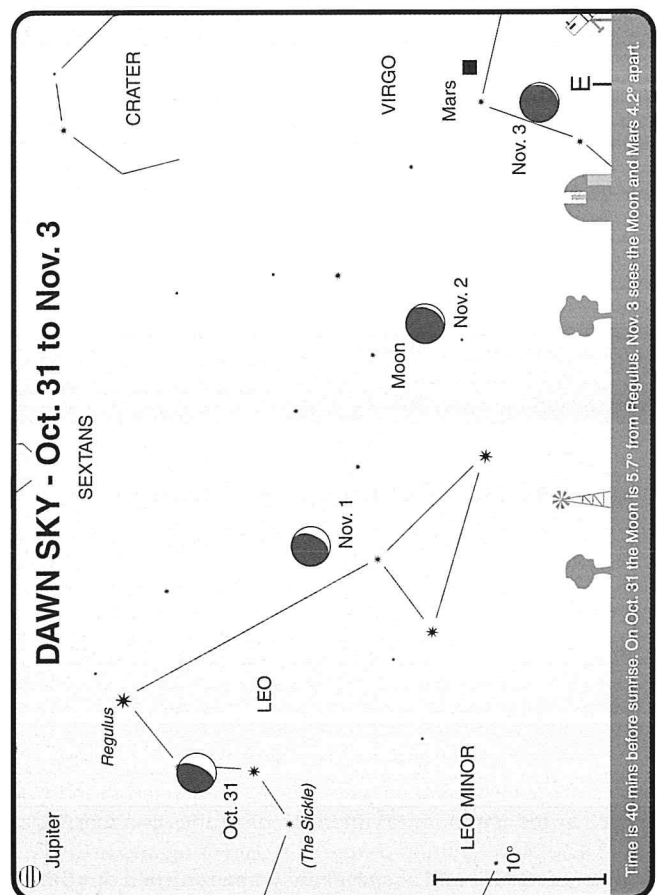 DAWN SKY - Oct. 31 to Nov. 3
Jupiter
Regulus
SEXTANS
CRATER
Oct. 31
LEO
Nov. 1
(The Sickle)
Moon
Nov. 2
VIRGO
Mars
Nov. 3
LEO MINOR
10°
E
Time is 40 mins before sunrise. On Oct. 31 the Moon is 5.7° from Regulus. Nov. 3 sees the Moon and Mars 4.2° apart.